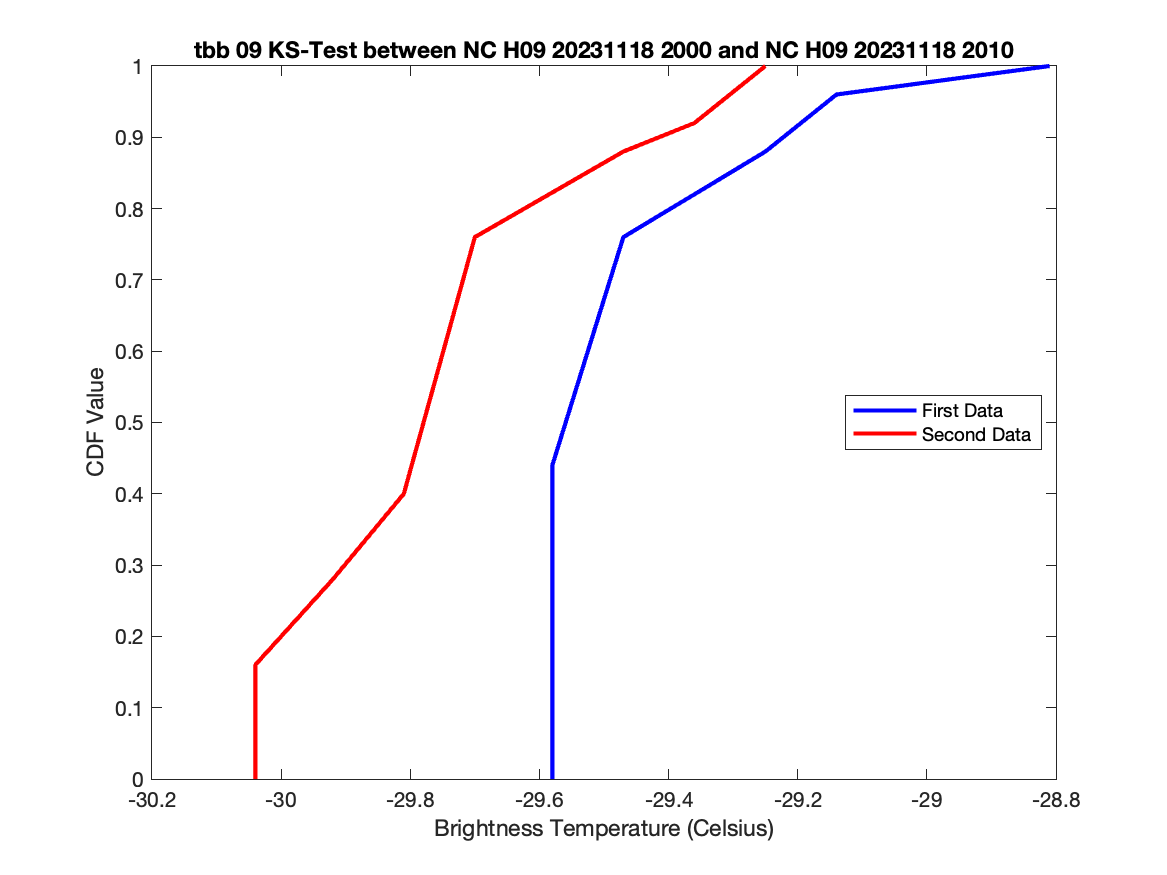 tbb 09 KS-Test between NC H09 20231118 2000 and NC H09 20231118 2010
1
0.9
0.8
0.7
0.6
0.5
0.4
0.3
0.2
0.1
0
CDF Value
First Data
Second Data
-30.2 -30 -29.8 -29.6 -29.4 -29.2 -29 -28.8
Brightness Temperature (Celsius)